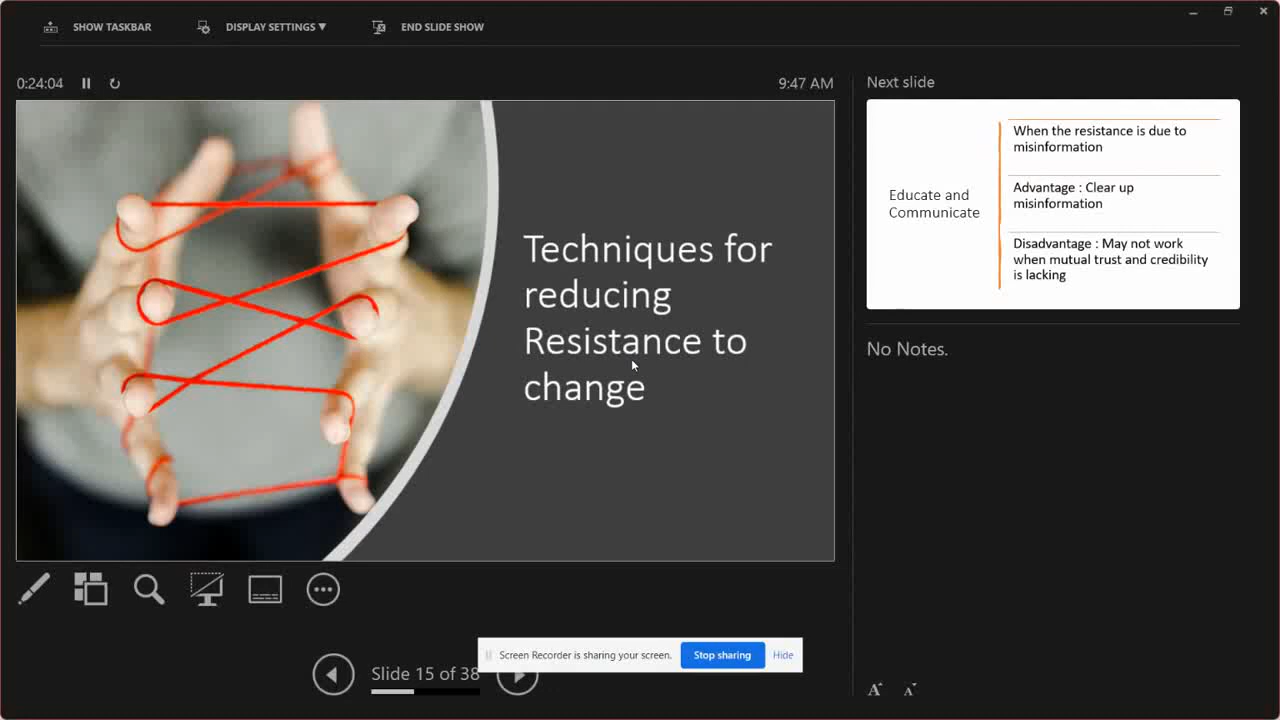 SHOW TASKBAR
DISPLAY SETTINGS ▼
END SLIDE SHOW
0:24:04
9:47 AM
Techniques for
reducing
Resistance to
change
Next slide
Educate and
Communicate
When the resistance is due to
misinformation
Advantage : Clear up
misinformation
Disadvantage : May not work
when mutual trust and credibility
is lacking
No Notes.
Screen Recorder is sharing your screen.
Stop sharing
Hide
Slide 15 of 38
A
A